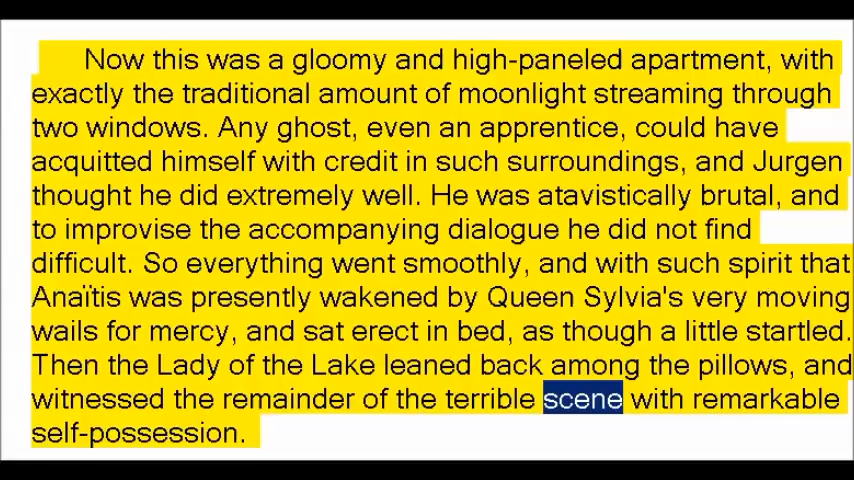 Now this was a gloomy and high-paneled apartment, with
exactly the traditional amount of moonlight streaming through
two windows. Any ghost, even an apprentice, could have
acquitted himself with credit in such surroundings, and Jurgen
thought he did extremely well. He was atavistically brutal, and
to improvise the accompanying dialogue he did not find
difficult. So everything went smoothly, and with such spirit that
Anaïtis was presently wakened by Queen Sylvia's very moving
wails for mercy, and sat erect in bed, as though a little startled.
Then the Lady of the Lake leaned back among the pillows, and
witnessed the remainder of the terrible scene with remarkable
self-possession.